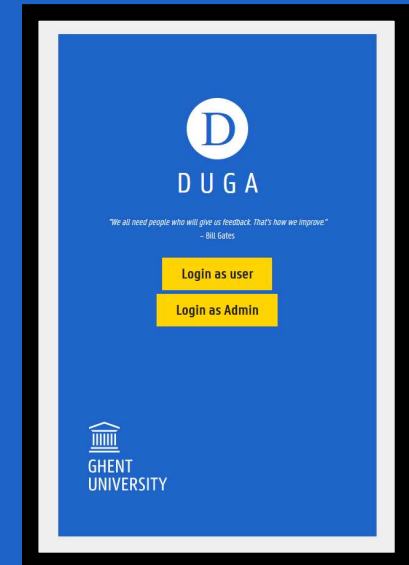 D
DUGA
"We all need people who will give us feedback. That's how we improve."
– Bill Gates
Login as user
Login as Admin
GHENT
UNIVERSITY